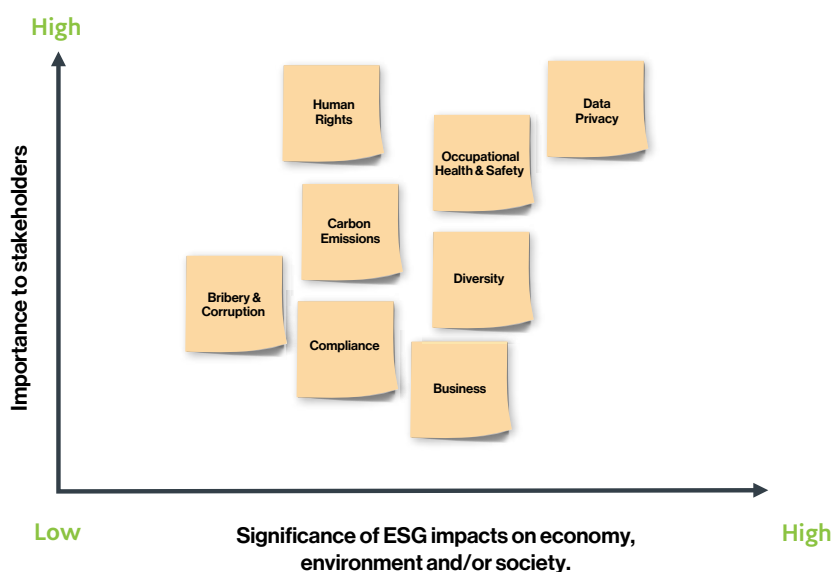 High
Human
Rights
Data
Privacy
Occupational
Health & Safety
Carbon
Emissions
Diversity
Bribery &
Corruption
Compliance
Business
Importance to stakeholders
Low
Significance of ESG impacts on economy,
environment and/or society.
High